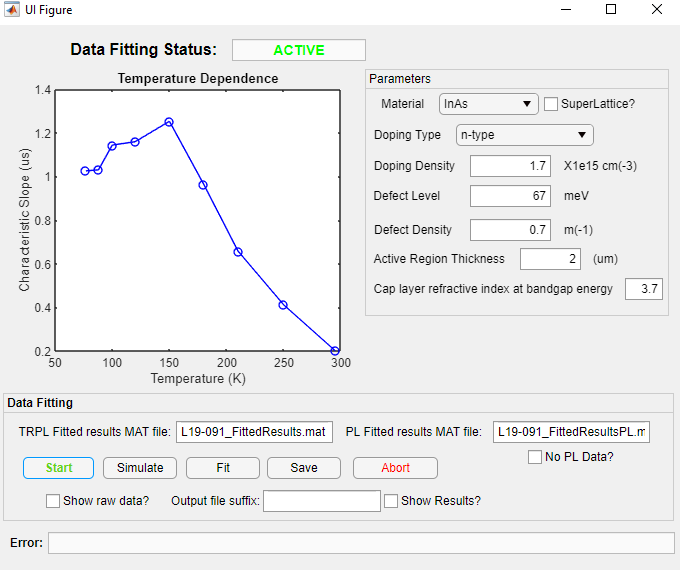 UI Figure
Data Fitting Status: ACTIVE
Temperature Dependence
1.4
1.2
1
0.8
0.6
0.4
0.2
Characteristic Slope (us)
50 100 150 200 250 300
Temperature (K)
Parameters
Material InAs SuperLattice?
Doping Type n-type
Doping Density 1.7 X1e15 cm(-3)
Defect Level 67 meV
Defect Density 0.7 m(-1)
Active Region Thickness 2 (um)
Cap layer refractive index at bandgap energy 3.7
Data Fitting
TRPL Fitted results MAT file: L19-091_FittedResults.mat PL Fitted results MAT file: L19-091_FittedResultsPL.m
No PL Data?
Start Simulate Fit Save Abort
Show raw data? Output file suffix: Show Results?
Error: